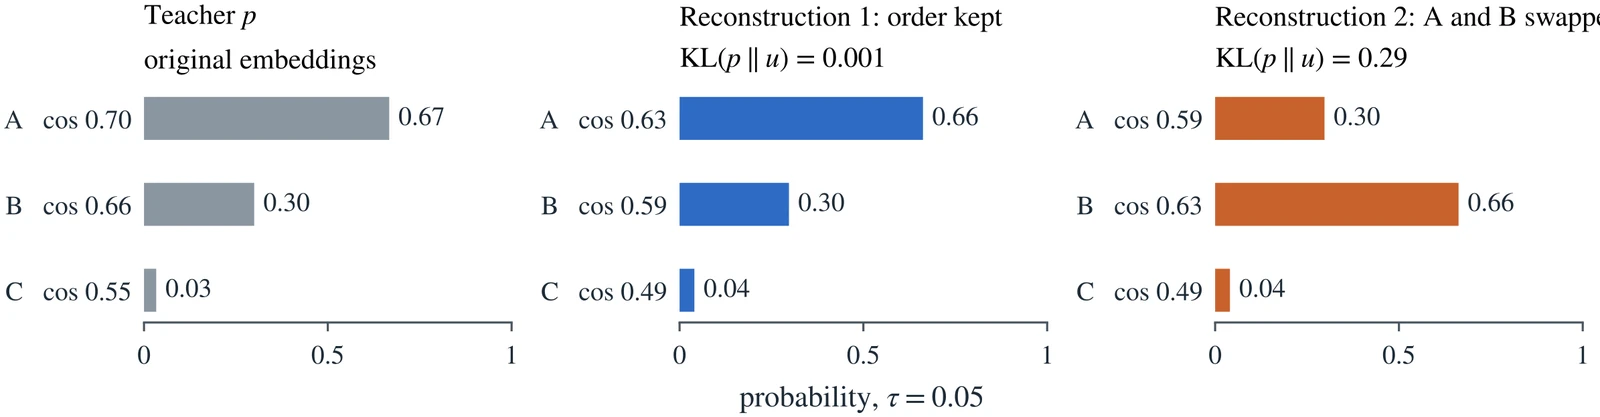 Teacher p
original embeddings
A cos 0.70 0.67
B cos 0.66 0.30
C cos 0.55 0.03
0 0.5 1
Reconstruction 1: order kept
KL(p ∥ u) = 0.001
A cos 0.63 0.66
B cos 0.59 0.30
C cos 0.49 0.04
0 0.5 1
probability, τ = 0.05
Reconstruction 2: A and B swappe
KL(p ∥ u) = 0.29
A cos 0.59 0.30
B cos 0.63 0.66
C cos 0.49 0.04
0 0.5 1